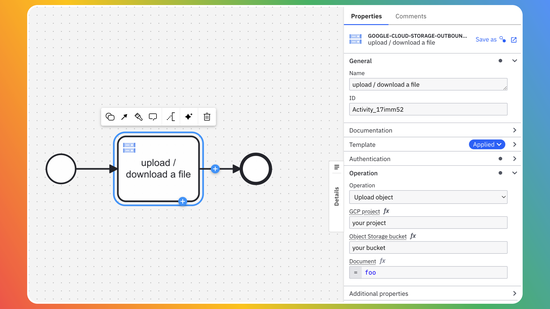 upload /
download a file
Details
Properties
Comments
GOOGLE-CLOUD-STORAGE-OUTBOUN...
upload / download a file
Save as
General
Name
upload / download a file
ID
Activity_17imm52
Documentation
Template
Applied
Authentication
Operation
Operation
Upload object
GCP project fx
your project
Object Storage bucket fx
your bucket
Document fx
= foo
Additional properties